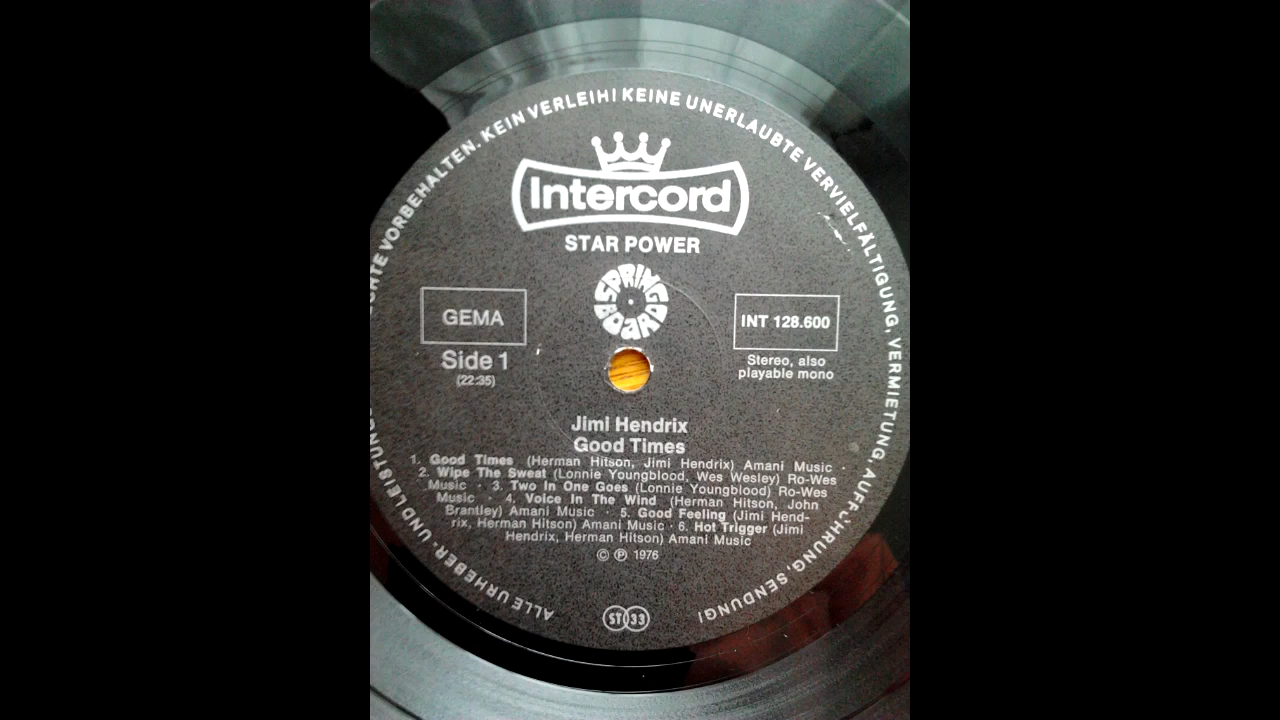 ALLE URHEBER- UND LEISTUNGS
VORBEHALTEN. KEIN VERLEIH! KEINE UNERLAUBTE VERVIELFÄLTIGUNG, VERMIETUNG, AUFFÜHRUNG, SENDUNG!
Intercord
STAR POWER
SPRING
BOARD
GEMA
INT 128.600
Side 1
(22:35)
Stereo, also
playable mono
Jimi Hendrix
Good Times
1. Good Times (Herman Hitson, Jimi Hendrix) Amani Music ·
2. Wipe The Sweat (Lonnie Youngblood, Wes Wesley) Ro-Wes
Music · 3. Two In One Goes (Lonnie Youngblood) Ro-Wes
Music · 4. Voice In The Wind (Herman Hitson, John
Brantley) Amani Music · 5. Good Feeling (Jimi Hend-
rix, Herman Hitson) Amani Music · 6. Hot Trigger (Jimi
Hendrix, Herman Hitson) Amani Music
© ℗ 1976
ST 33